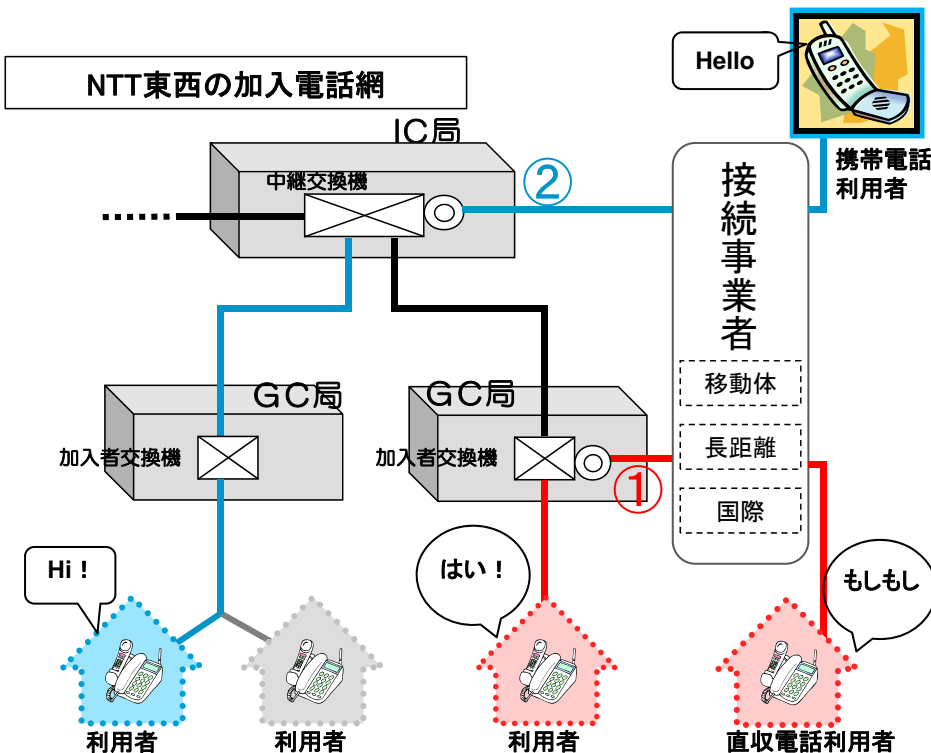 Hello
NTT東西の加入電話網
IC局
携帯電話
利用者
中継交換機
②
接続事業者
移動体
長距離
国際
GC局
GC局
加入者交換機
加入者交換機
①
Hi！
はい！
もしもし
利用者
利用者
利用者
直収電話利用者